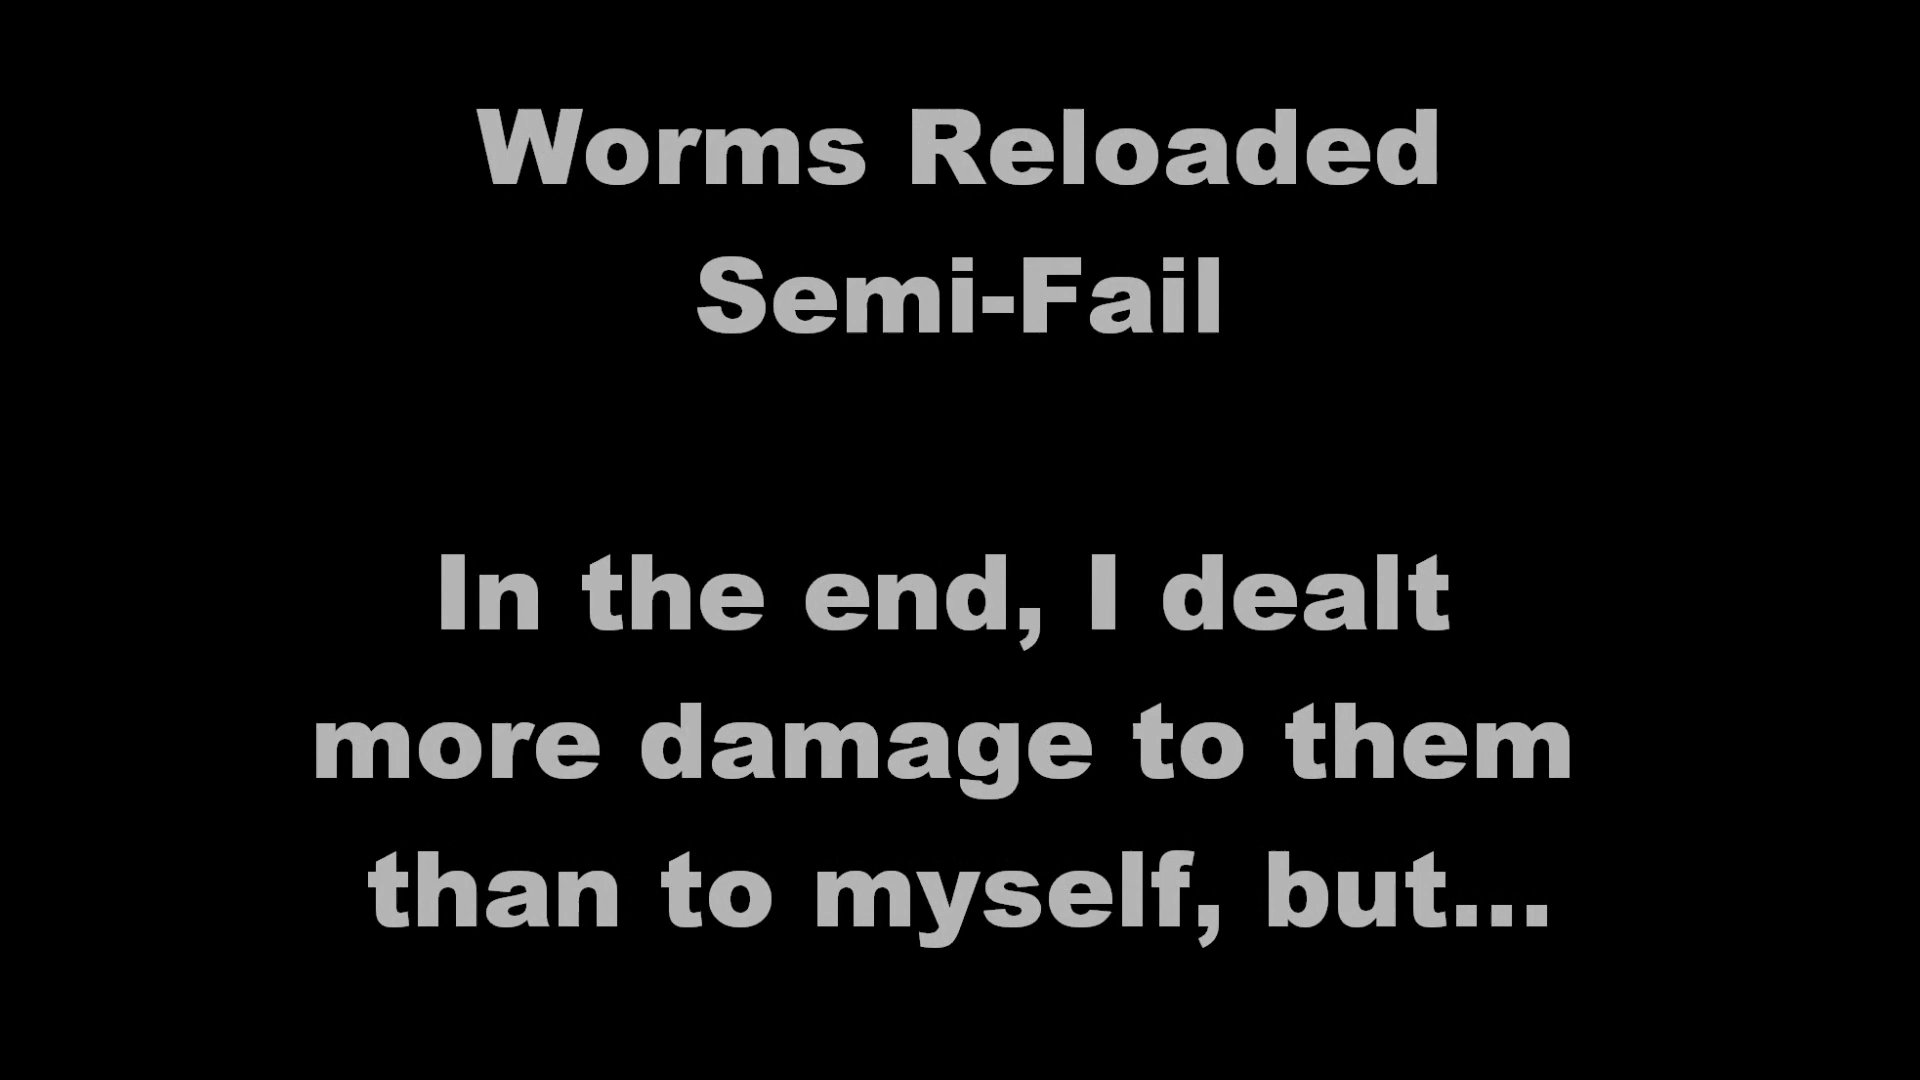 Worms Reloaded
Semi-Fail
In the end, I dealt
more damage to them
than to myself, but...